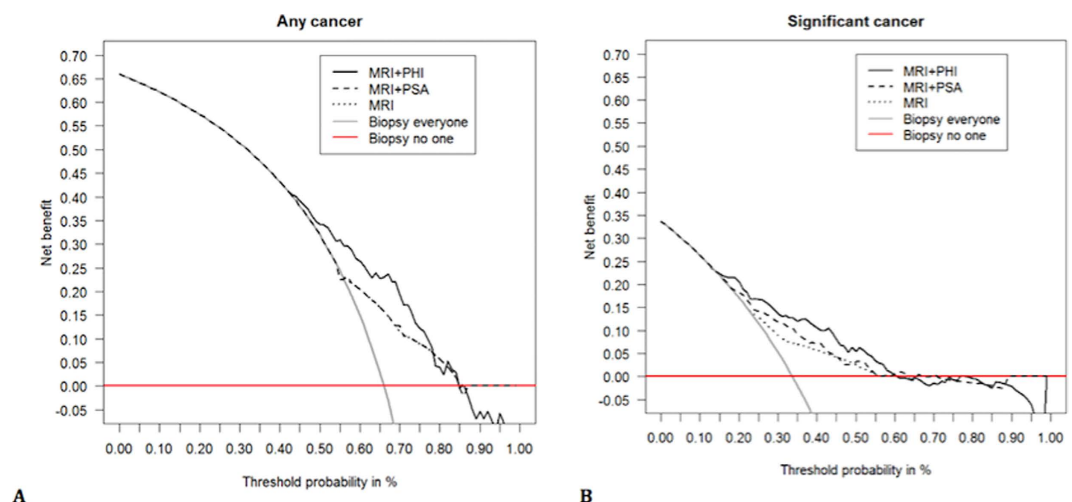 Any cancer
0.70
0.65
0.60
0.55
0.50
0.45
0.40
0.35
0.30
0.25
0.20
0.15
0.10
0.05
0.00
-0.05
Net benefit
MRI+PHI
MRI+PSA
MRI
Biopsy everyone
Biopsy no one
0.00 0.10 0.20 0.30 0.40 0.50 0.60 0.70 0.80 0.90 1.00
Threshold probability in %
A
Significant cancer
0.70
0.65
0.60
0.55
0.50
0.45
0.40
0.35
0.30
0.25
0.20
0.15
0.10
0.05
0.00
-0.05
Net benefit
MRI+PHI
MRI+PSA
MRI
Biopsy everyone
Biopsy no one
0.00 0.10 0.20 0.30 0.40 0.50 0.60 0.70 0.80 0.90 1.00
Threshold probability in %
B